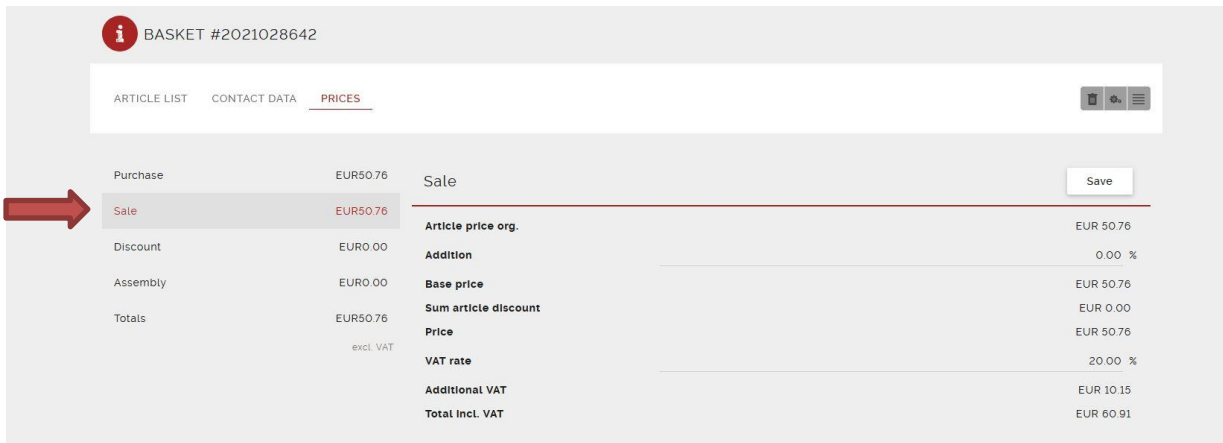 BASKET #2021028642
ARTICLE LIST CONTACT DATA PRICES
Purchase EUR50.76
Sale EUR50.76
Discount EUR0.00
Assembly EUR0.00
Totals EUR50.76
excl. VAT
Sale Save
Article price org. EUR 50.76
Addition 0.00 %
Base price EUR 50.76
Sum article discount EUR 0.00
Price EUR 50.76
VAT rate 20.00 %
Additional VAT EUR 10.15
Total incl. VAT EUR 60.91